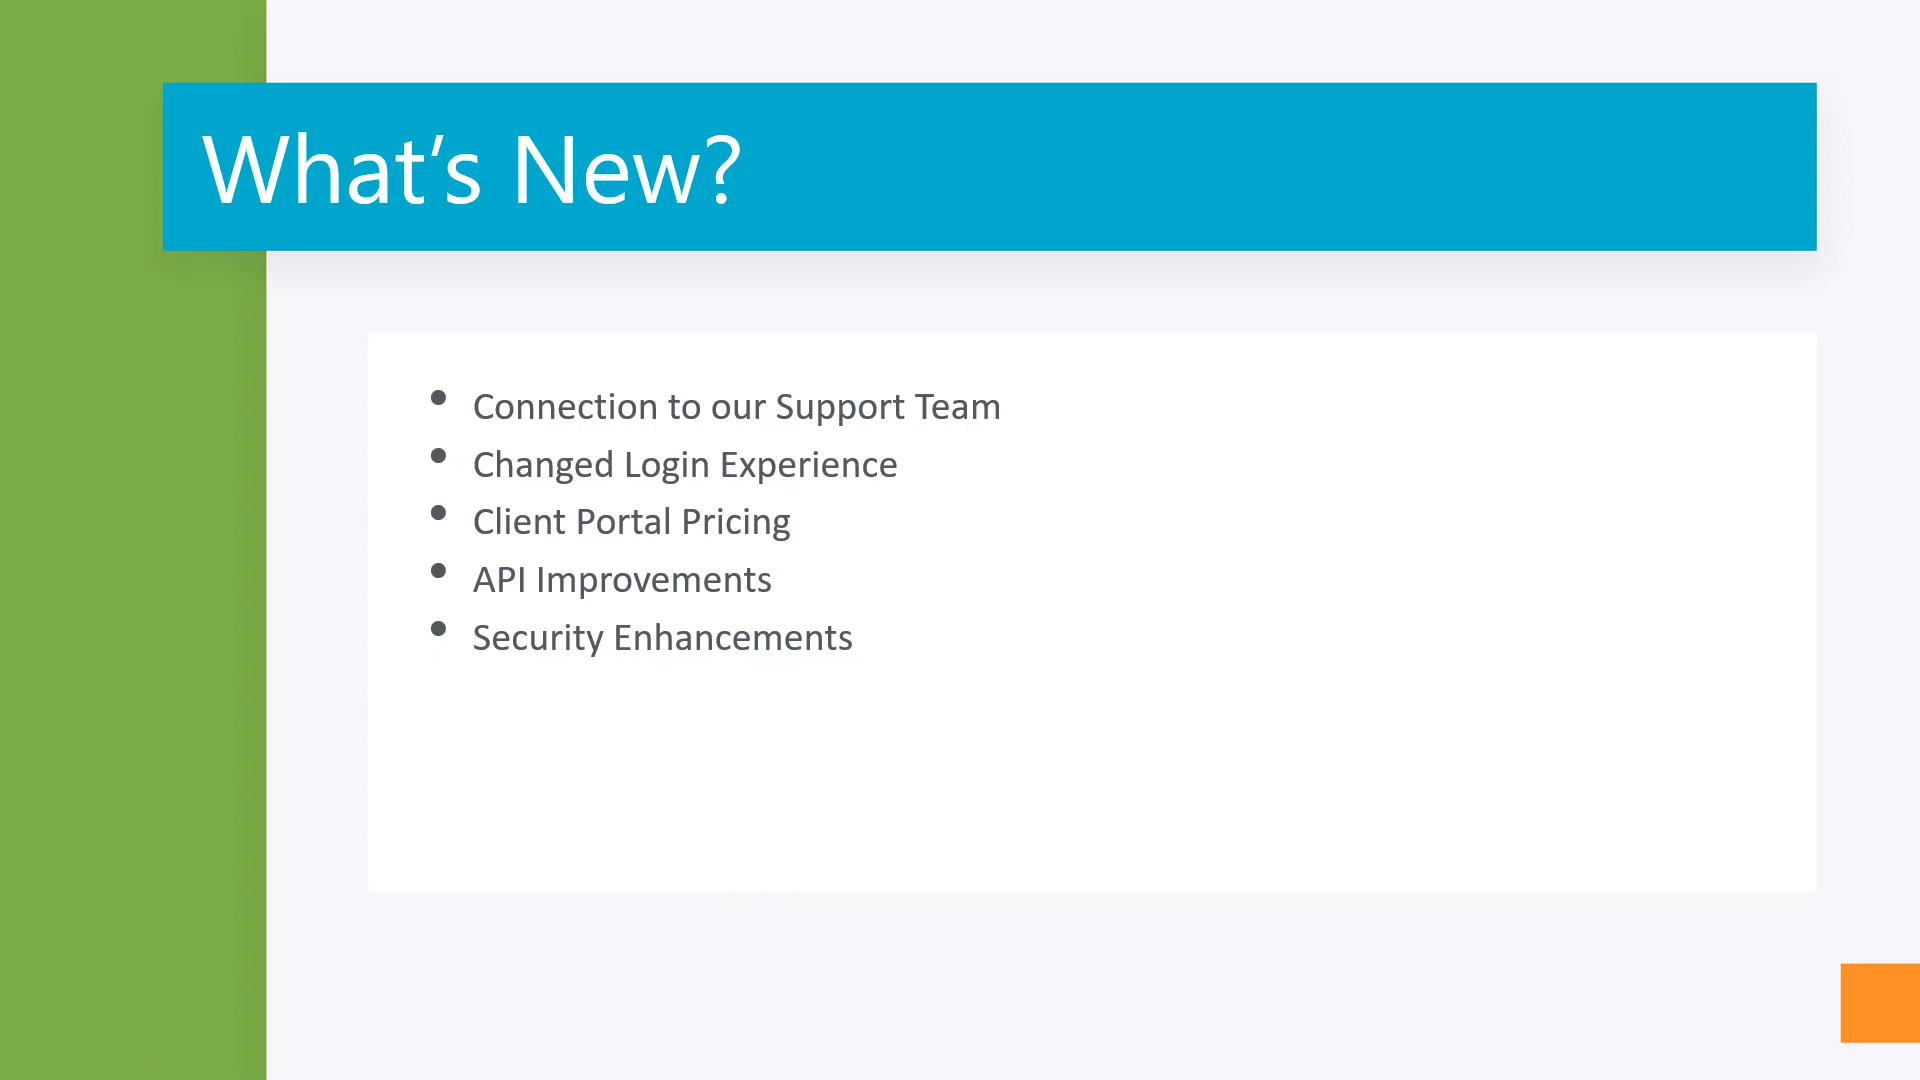 What’s New?
• Connection to our Support Team
• Changed Login Experience
• Client Portal Pricing
• API Improvements
• Security Enhancements